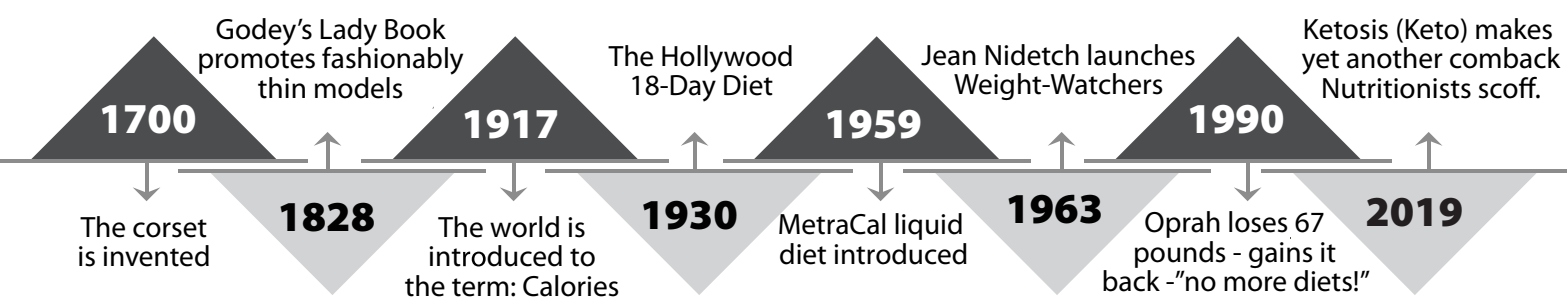 1700
The corset
is invented
Godey's Lady Book
promotes fashionably
thin models
1828
1917
The world is
introduced to
the term: Calories
The Hollywood
18-Day Diet
1930
1959
MetraCal liquid
diet introduced
Jean Nidetch launches
Weight-Watchers
1963
1990
Oprah loses 67
pounds - gains it
back -"no more diets!"
Ketosis (Keto) makes
yet another comback
Nutritionists scoff.
2019